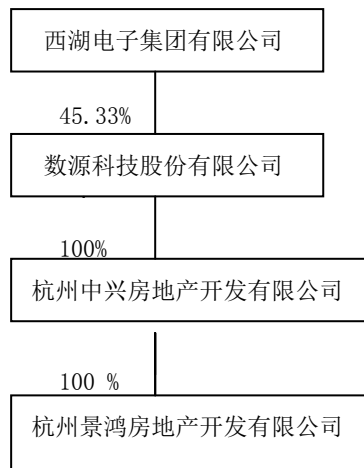 西湖电子集团有限公司
45.33%
数源科技股份有限公司
100%
杭州中兴房地产开发有限公司
100 %
杭州景鸿房地产开发有限公司